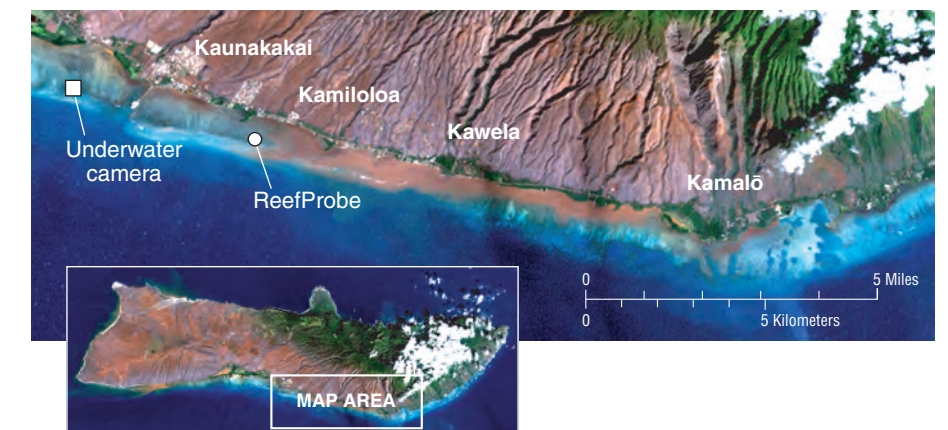 Kaunakakai
Kamiloloa
Kawela
Kamalō
Underwater
camera
ReefProbe
0 5 Miles
0 5 Kilometers
MAP AREA